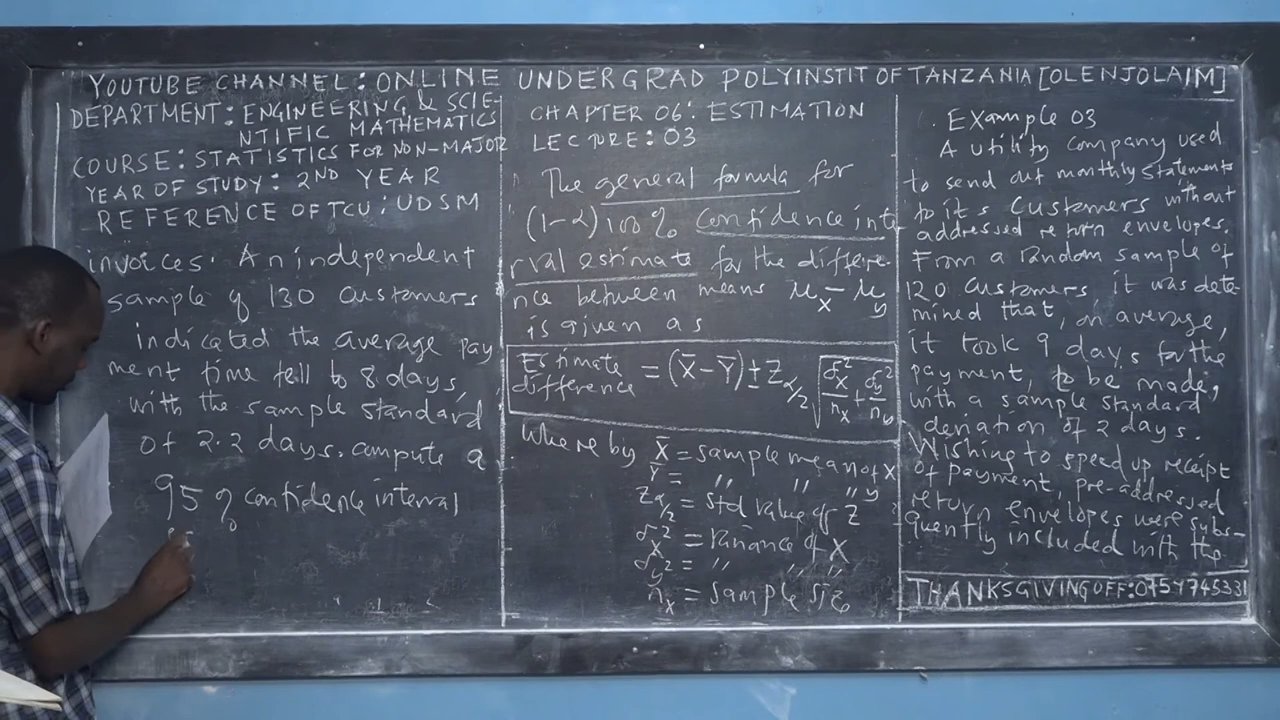 YOUTUBE CHANNEL: ONLINE UNDERGRAD POLYINSTIT OF TANZANIA [OLENJOLAIM]
DEPARTMENT: ENGINEERING & SCIE-
NTIFIC MATHEMATICS
COURSE: STATISTICS FOR NON-MAJOR
YEAR OF STUDY: 2ND YEAR
REFERENCE OF TCU: UDSM
invoices. An independent
sample of 130 customers
indicated the average pay
ment time fell to 8 days,
with the sample standard
of 2.2 days. compute a
95 % confidence interval
CHAPTER 06: ESTIMATION
LECTURE: 03
The general formula for
(1-α)100% Confidence inte
rval estimate for the differe-
nce between means μx - μy
is given as
Estimate difference = (X̄ - Ȳ) ± Zα/2 √(σx²/nx + σy²/ny)
Where by X̄ = sample mean of X
Ȳ = " " " y
Zα/2 = std value of Z
σx² = variance of X
σy² = " " "
nx = sample size
Example 03
A utility company used
to send out monthly statements
to it's customers without
addressed return envelopes.
From a random sample of
120 customers it was dete-
mined that, on average,
it took 9 days for the
payment, to be made,
with a sample standard
deviation of 2 days.
Wishing to speed up receipt
of payment, pre-addressed
return envelopes were subs-
quently included with the
THANKSGIVING OFF: 0754745331